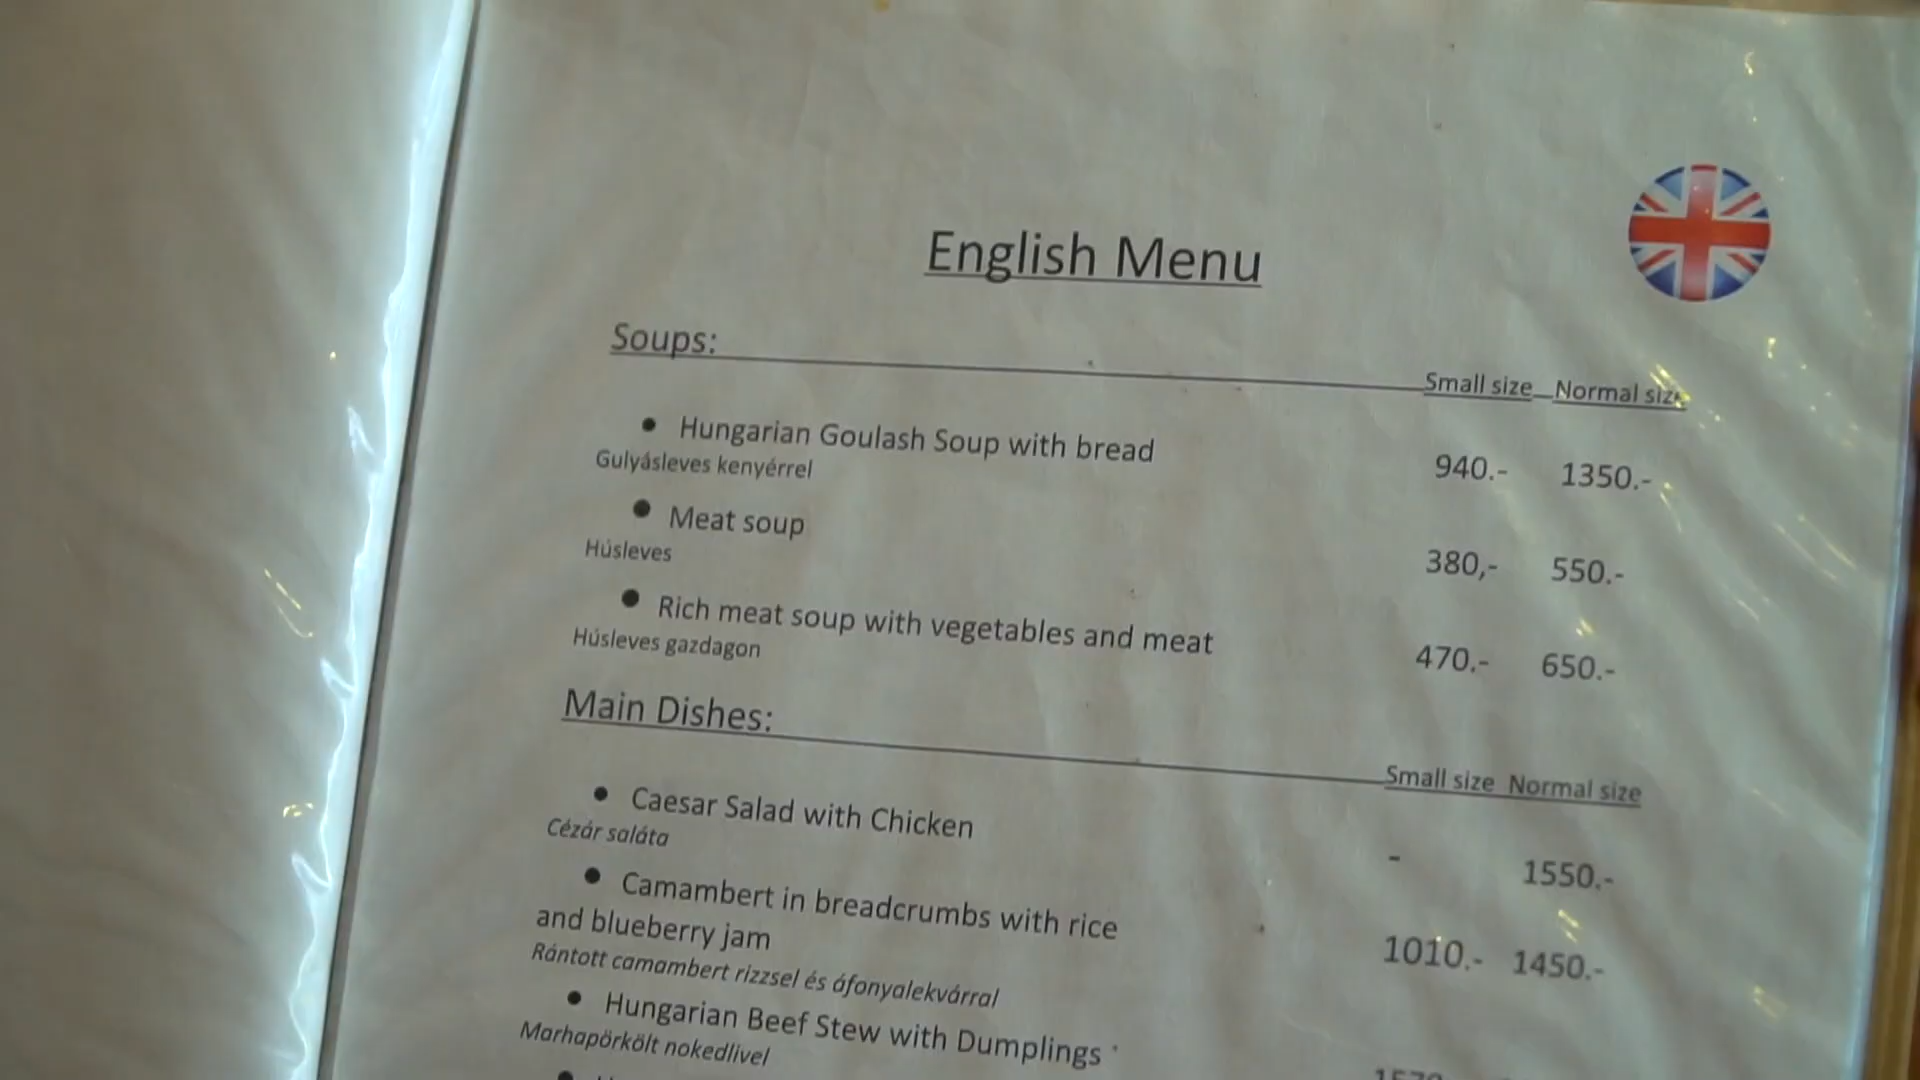 English Menu
Soups:
Small size Normal size
• Hungarian Goulash Soup with bread 940.- 1350.-
Gulyásleves kenyérrel
• Meat soup 380,- 550.-
Húsleves
• Rich meat soup with vegetables and meat 470.- 650.-
Húsleves gazdagon
Main Dishes:
Small size Normal size
• Caesar Salad with Chicken - 1550.-
Cézár saláta
• Camambert in breadcrumbs with rice
and blueberry jam 1010.- 1450.-
Rántott camambert rizzsel és áfonyalekvárral
• Hungarian Beef Stew with Dumplings
Marhapörkölt nokedlivel